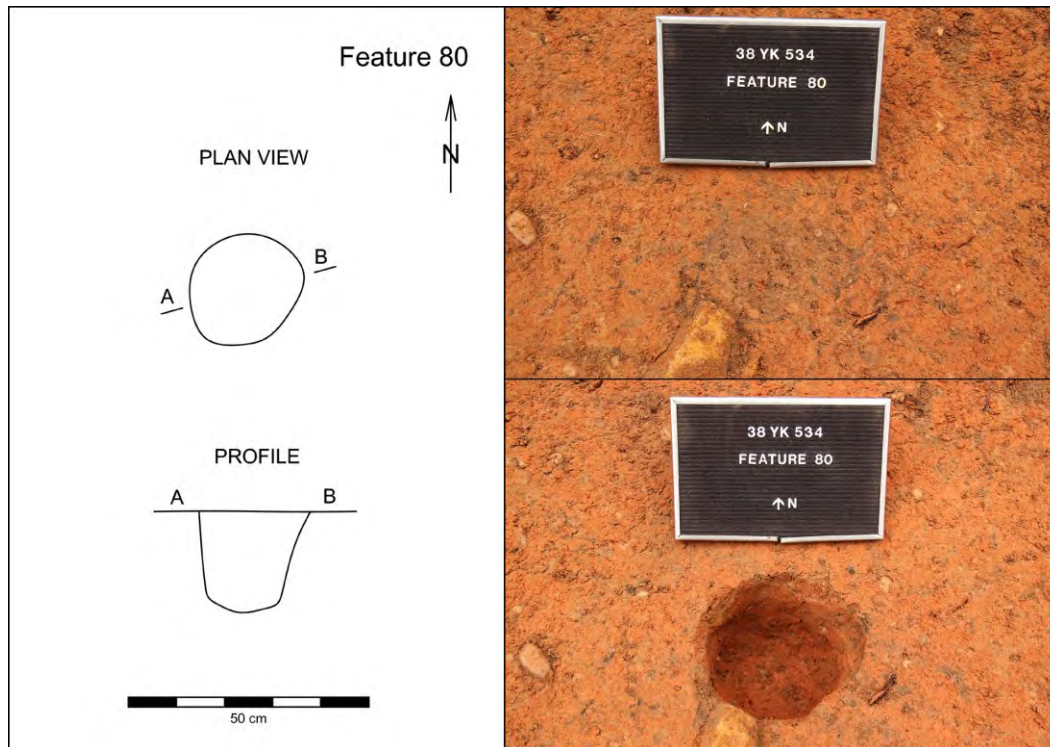 Feature 80
N
PLAN VIEW
A
B
PROFILE
A B
50 cm
38 YK 534
FEATURE 80
↑N
38 YK 534
FEATURE 80
↑N